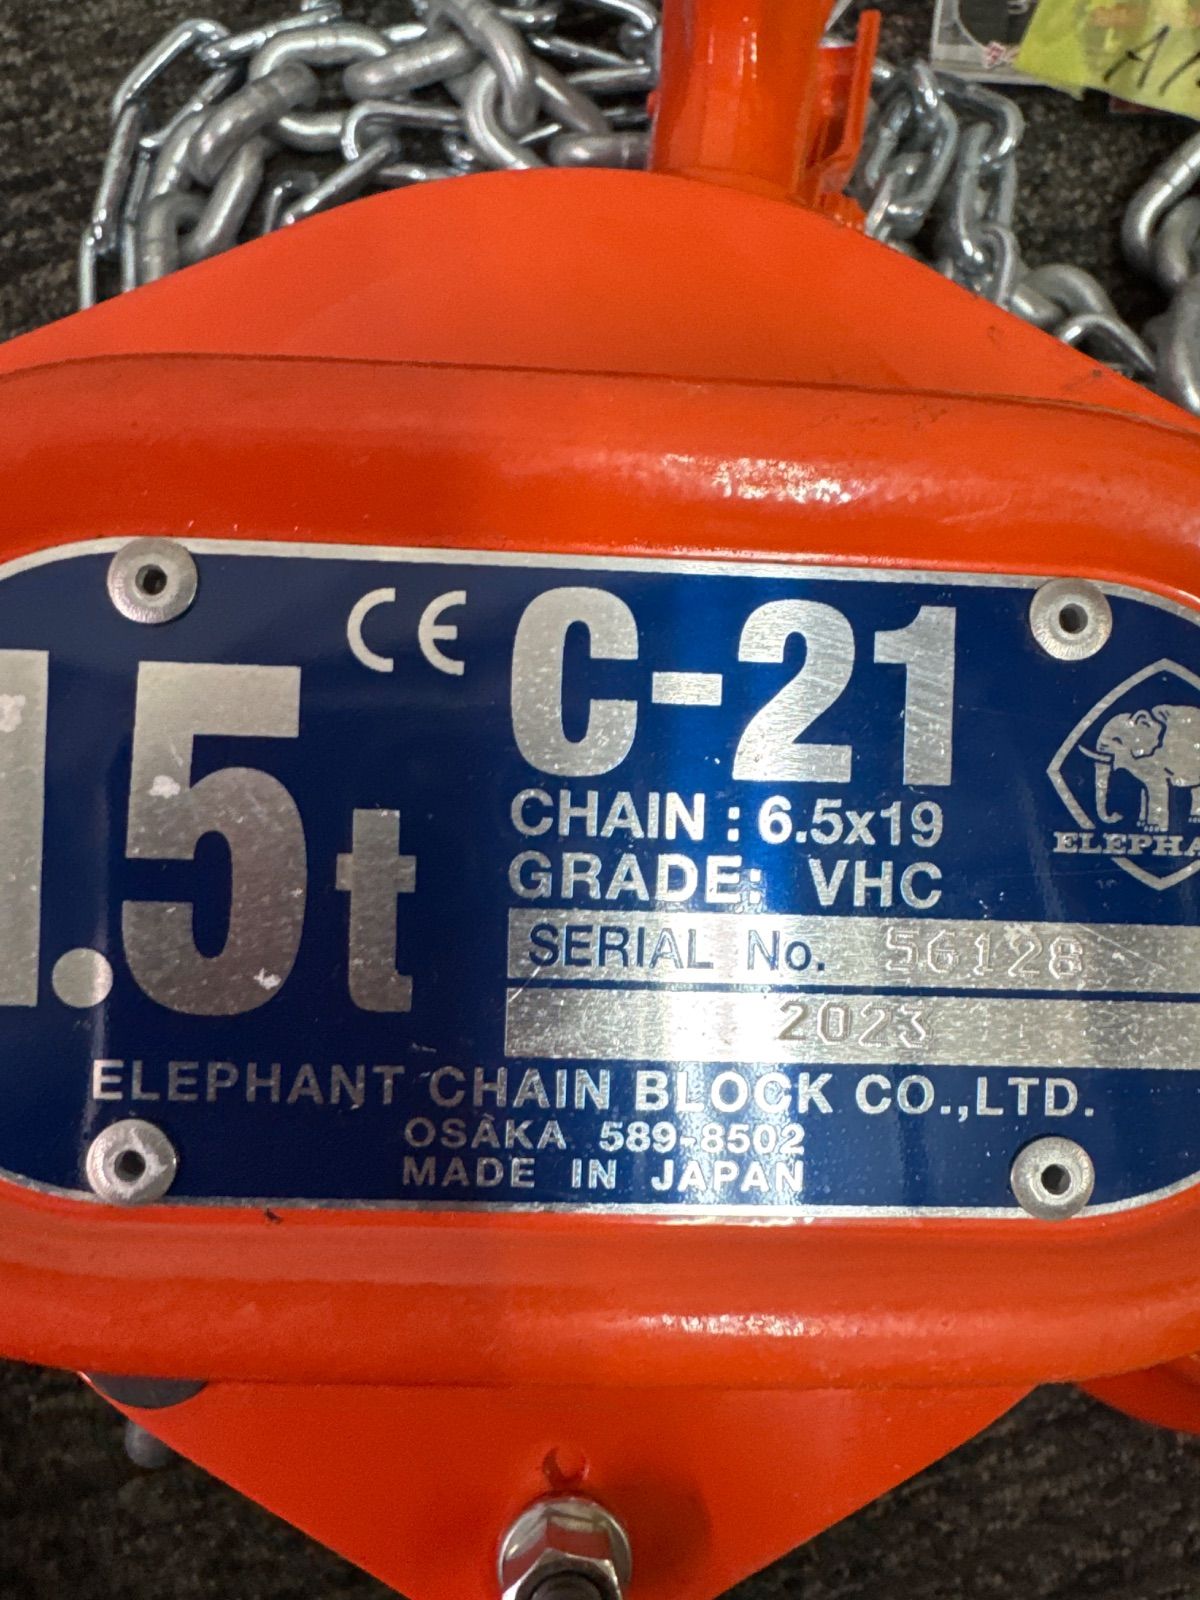 1.5t
CE C-21
CHAIN : 6.5x19
GRADE: VHC
SERIAL No. 56128
2023
ELEPHANT CHAIN BLOCK CO.,LTD.
OSAKA 589-8502
MADE IN JAPAN
ELEPHA